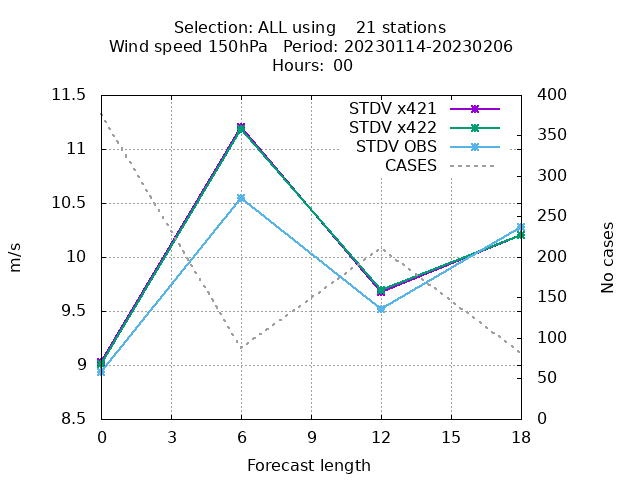 Selection: ALL using    21 stations
Wind speed 150hPa   Period: 20230114-20230206
Hours:  00
11.5
11
10.5
10
9.5
9
8.5
400
350
300
250
200
150
100
50
0
STDV x421
STDV x422
STDV OBS
CASES
m/s
No cases
0 3 6 9 12 15 18
Forecast length